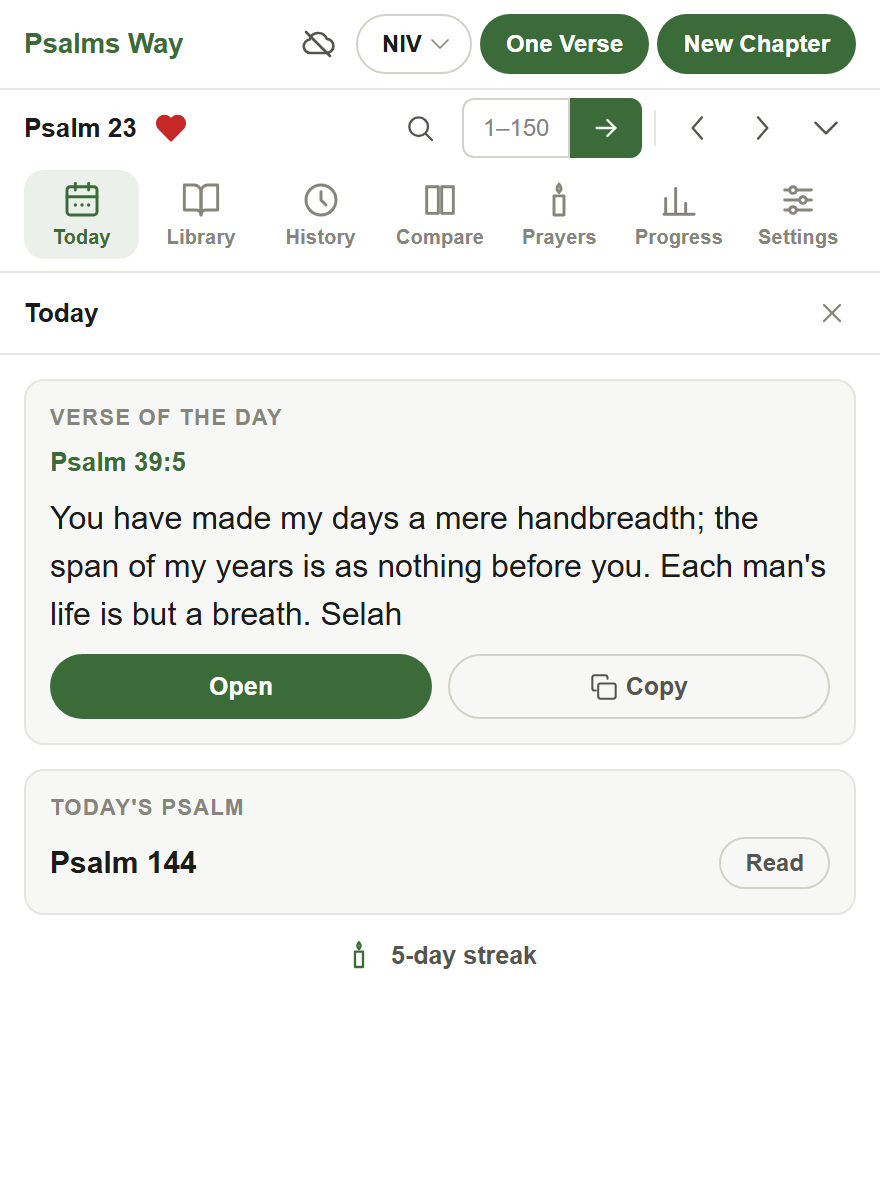 Psalms Way
NIV
One Verse
New Chapter
Psalm 23
1–150
Today
Library
History
Compare
Prayers
Progress
Settings
Today
VERSE OF THE DAY
Psalm 39:5
You have made my days a mere handbreadth; the
span of my years is as nothing before you. Each man's
life is but a breath. Selah
Open
Copy
TODAY'S PSALM
Psalm 144
Read
5-day streak